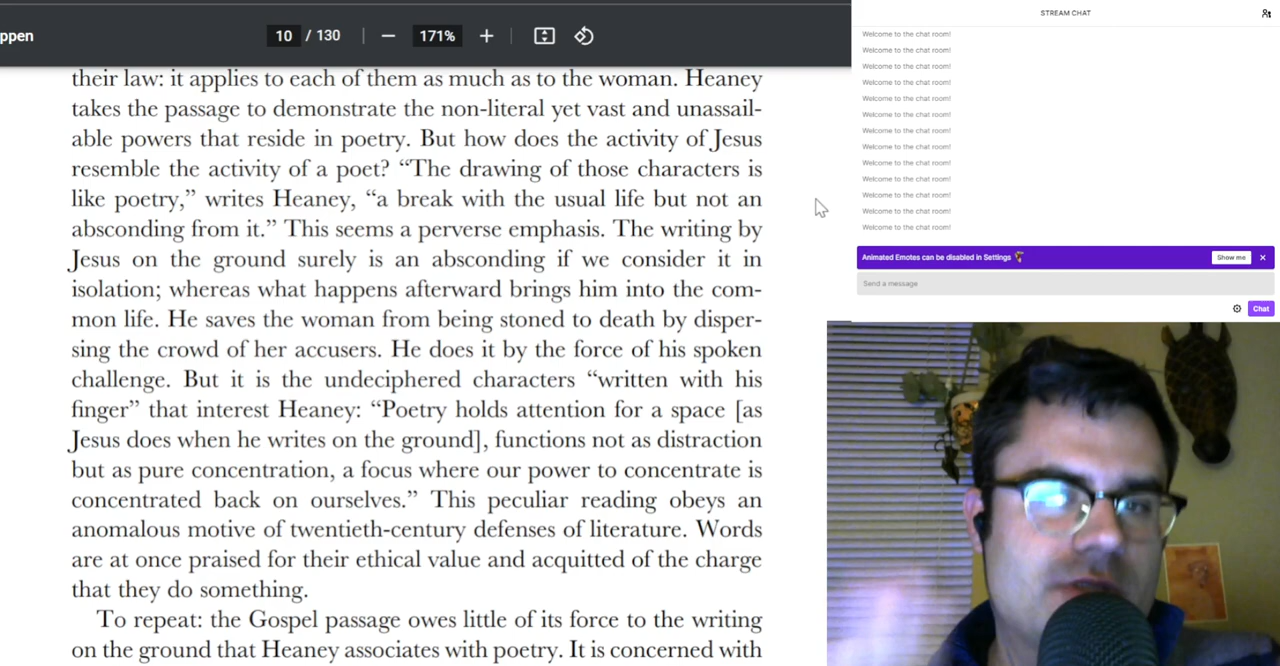 ppen
10 / 130
171%
their law: it applies to each of them as much as to the woman. Heaney
takes the passage to demonstrate the non-literal yet vast and unassail-
able powers that reside in poetry. But how does the activity of Jesus
resemble the activity of a poet? “The drawing of those characters is
like poetry,” writes Heaney, “a break with the usual life but not an
absconding from it.” This seems a perverse emphasis. The writing by
Jesus on the ground surely is an absconding if we consider it in
isolation; whereas what happens afterward brings him into the com-
mon life. He saves the woman from being stoned to death by disper-
sing the crowd of her accusers. He does it by the force of his spoken
challenge. But it is the undeciphered characters “written with his
finger” that interest Heaney: “Poetry holds attention for a space [as
Jesus does when he writes on the ground], functions not as distraction
but as pure concentration, a focus where our power to concentrate is
concentrated back on ourselves.” This peculiar reading obeys an
anomalous motive of twentieth-century defenses of literature. Words
are at once praised for their ethical value and acquitted of the charge
that they do something.
To repeat: the Gospel passage owes little of its force to the writing
on the ground that Heaney associates with poetry. It is concerned with
STREAM CHAT
Welcome to the chat room!
Welcome to the chat room!
Welcome to the chat room!
Welcome to the chat room!
Welcome to the chat room!
Welcome to the chat room!
Welcome to the chat room!
Welcome to the chat room!
Welcome to the chat room!
Welcome to the chat room!
Welcome to the chat room!
Welcome to the chat room!
Welcome to the chat room!
Animated Emotes can be disabled in Settings
Show me
Send a message
Chat